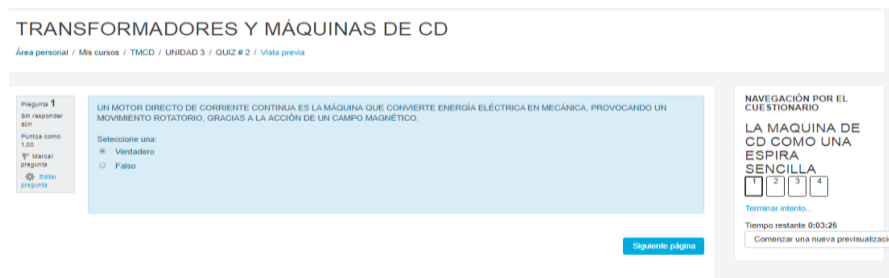 TRANSFORMADORES Y MÁQUINAS DE CD
Área personal / Mis cursos / TMCD / UNIDAD 3 / QUIZ # 2 / Vista previa
Pregunta 1
Sin responder
aún
Puntúa como
1,00
Marcar
pregunta
Editar
pregunta
UN MOTOR DIRECTO DE CORRIENTE CONTINUA ES LA MÁQUINA QUE CONVIERTE ENERGÍA ELÉCTRICA EN MECÁNICA, PROVOCANDO UN
MOVIMIENTO ROTATORIO, GRACIAS A LA ACCIÓN DE UN CAMPO MAGNÉTICO.
Seleccione una:
Verdadero
Falso
Siguiente página
NAVEGACIÓN POR EL
CUESTIONARIO
LA MAQUINA DE
CD COMO UNA
ESPIRA
SENCILLA
1 2 3 4
Terminar intento...
Tiempo restante 0:03:25
Comenzar una nueva previsualizaci